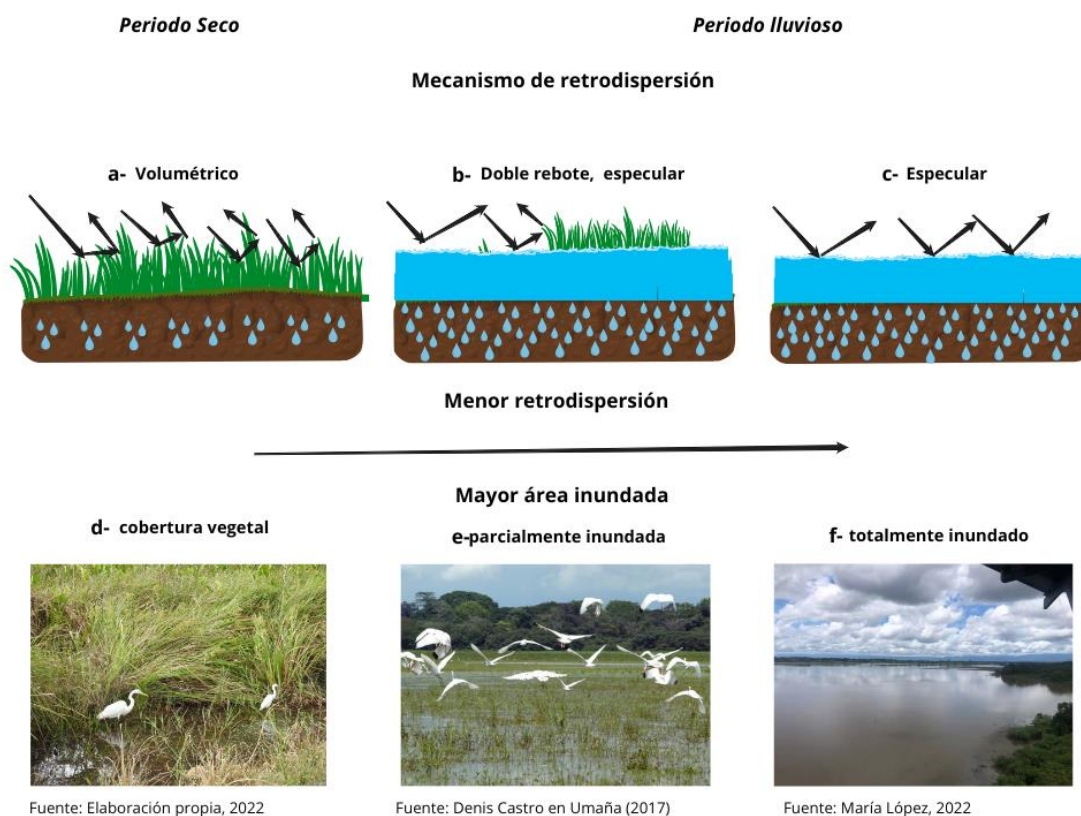 Periodo Seco
Periodo lluvioso
Mecanismo de retrodispersión
a- Volumétrico
b- Doble rebote, especular
c- Especular
Menor retrodispersión
Mayor área inundada
d- cobertura vegetal
e-parcialmente inundada
f- totalmente inundado
Fuente: Elaboración propia, 2022
Fuente: Denis Castro en Umaña (2017)
Fuente: María López, 2022